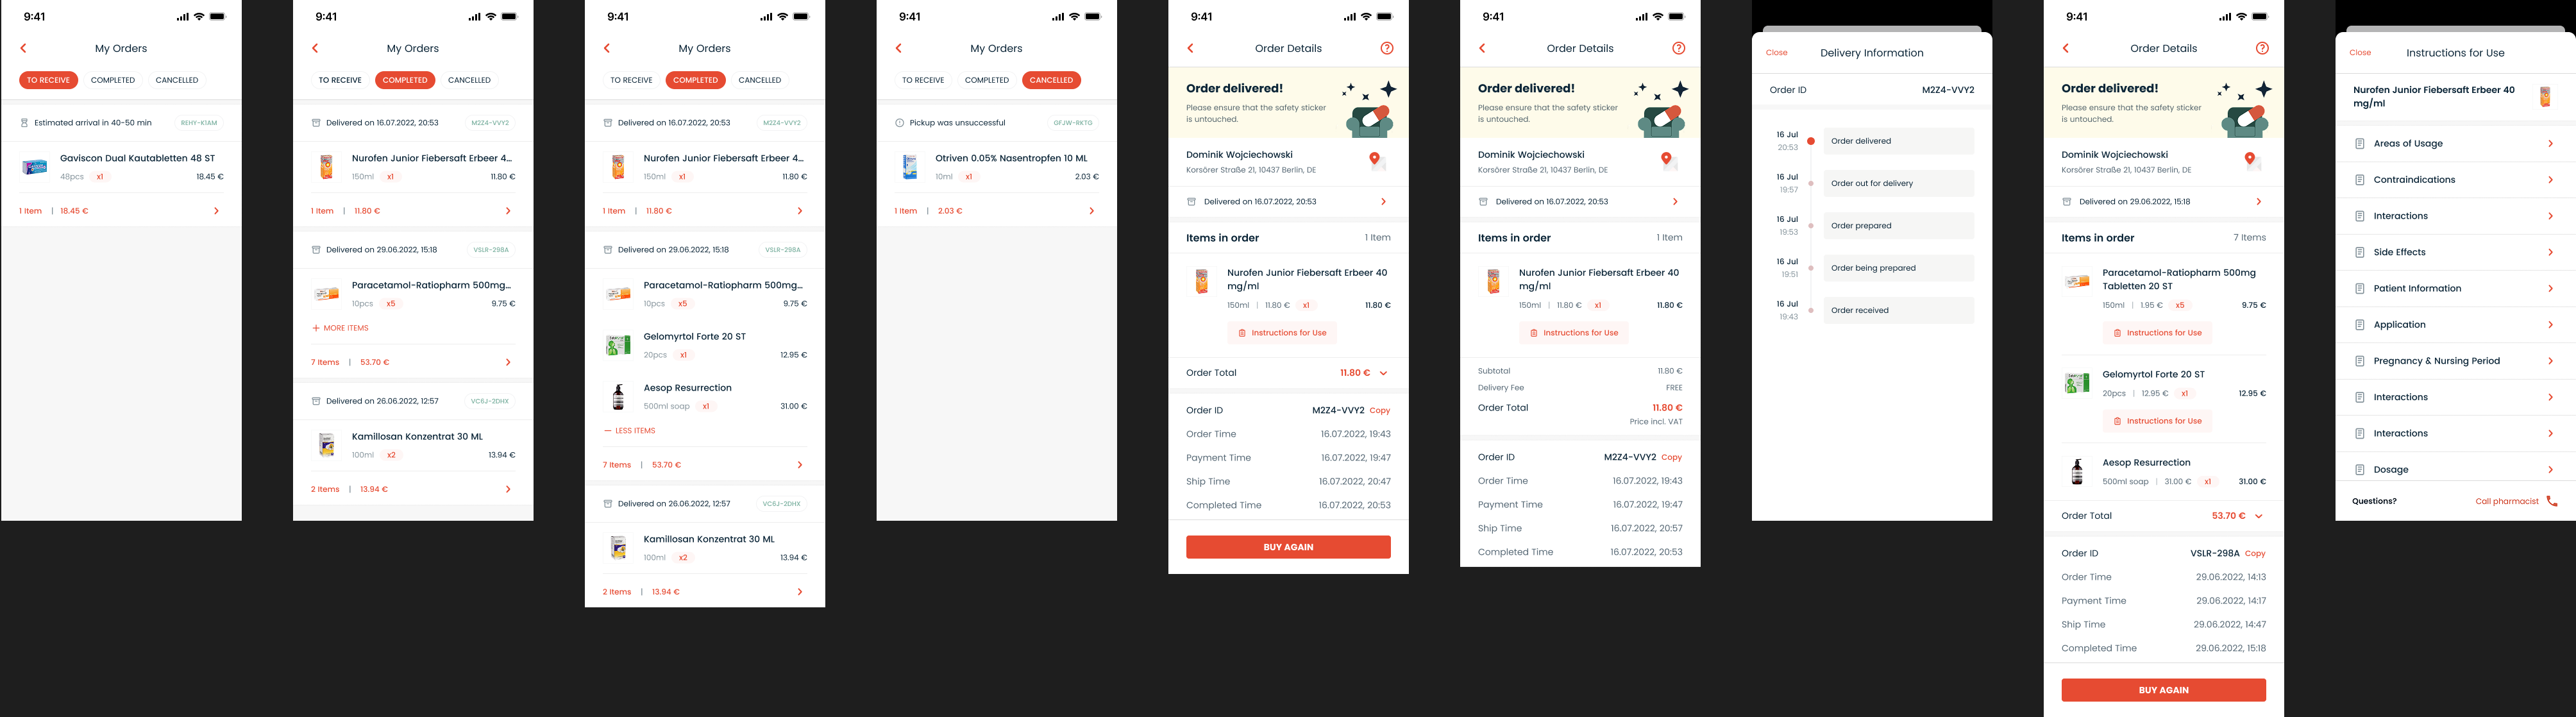 9:41
My Orders
TO RECEIVE COMPLETED CANCELLED
Estimated arrival in 40-50 min REHY-K1AM
Gaviscon Dual Kautabletten 48 ST
48pcs x1 18.45 €
1 Item | 18.45 €
9:41
My Orders
TO RECEIVE COMPLETED CANCELLED
Delivered on 16.07.2022, 20:53 M2Z4-VVY2
Nurofen Junior Fiebersaft Erbeer 4...
150ml x1 11.80 €
1 Item | 11.80 €
Delivered on 29.06.2022, 15:18 VSLR-298A
Paracetamol-Ratiopharm 500mg...
10pcs x5 9.75 €
+ MORE ITEMS
7 Items | 53.70 €
Delivered on 26.06.2022, 12:57 VC6J-2DHX
Kamillosan Konzentrat 30 ML
100ml x2 13.94 €
2 Items | 13.94 €
9:41
My Orders
TO RECEIVE COMPLETED CANCELLED
Delivered on 16.07.2022, 20:53 M2Z4-VVY2
Nurofen Junior Fiebersaft Erbeer 4...
150ml x1 11.80 €
1 Item | 11.80 €
Delivered on 29.06.2022, 15:18 VSLR-298A
Paracetamol-Ratiopharm 500mg...
10pcs x5 9.75 €
Gelomyrtol Forte 20 ST
20pcs x1 12.95 €
Aesop Resurrection
500ml soap x1 31.00 €
— LESS ITEMS
7 Items | 53.70 €
Delivered on 26.06.2022, 12:57 VC6J-2DHX
Kamillosan Konzentrat 30 ML
100ml x2 13.94 €
2 Items | 13.94 €
9:41
My Orders
TO RECEIVE COMPLETED CANCELLED
Pickup was unsuccessful GFJW-RKTG
Otriven 0.05% Nasentropfen 10 ML
10ml x1 2.03 €
1 Item | 2.03 €
9:41
Order Details
Order delivered!
Please ensure that the safety sticker
is untouched.
Dominik Wojciechowski
Korsörer Straße 21, 10437 Berlin, DE
Delivered on 16.07.2022, 20:53
Items in order 1 Item
Nurofen Junior Fiebersaft Erbeer 40
mg/ml
150ml | 11.80 € x1 11.80 €
Instructions for Use
Order Total 11.80 €
Order ID M2Z4-VVY2 Copy
Order Time 16.07.2022, 19:43
Payment Time 16.07.2022, 19:47
Ship Time 16.07.2022, 20:47
Completed Time 16.07.2022, 20:53
BUY AGAIN
9:41
Order Details
Order delivered!
Please ensure that the safety sticker
is untouched.
Dominik Wojciechowski
Korsörer Straße 21, 10437 Berlin, DE
Delivered on 16.07.2022, 20:53
Items in order 1 Item
Nurofen Junior Fiebersaft Erbeer 40
mg/ml
150ml | 11.80 € x1 11.80 €
Instructions for Use
Subtotal 11.80 €
Delivery Fee FREE
Order Total 11.80 €
Price incl. VAT
Order ID M2Z4-VVY2 Copy
Order Time 16.07.2022, 19:43
Payment Time 16.07.2022, 19:47
Ship Time 16.07.2022, 20:57
Completed Time 16.07.2022, 20:53
Close Delivery Information
Order ID M2Z4-VVY2
16 Jul
20:53 Order delivered
16 Jul
19:57 Order out for delivery
16 Jul
19:53 Order prepared
16 Jul
19:51 Order being prepared
16 Jul
19:43 Order received
9:41
Order Details
Order delivered!
Please ensure that the safety sticker
is untouched.
Dominik Wojciechowski
Korsörer Straße 21, 10437 Berlin, DE
Delivered on 29.06.2022, 15:18
Items in order 7 Items
Paracetamol-Ratiopharm 500mg
Tabletten 20 ST
150ml | 1.95 € x5 9.75 €
Instructions for Use
Gelomyrtol Forte 20 ST
20pcs | 12.95 € x1 12.95 €
Instructions for Use
Aesop Resurrection
500ml soap | 31.00 € x1 31.00 €
Order Total 53.70 €
Order ID VSLR-298A Copy
Order Time 29.06.2022, 14:13
Payment Time 29.06.2022, 14:17
Ship Time 29.06.2022, 14:47
Completed Time 29.06.2022, 15:18
BUY AGAIN
Close Instructions for Use
Nurofen Junior Fiebersaft Erbeer 40
mg/ml
Areas of Usage
Contraindications
Interactions
Side Effects
Patient Information
Application
Pregnancy & Nursing Period
Interactions
Interactions
Dosage
Questions? Call pharmacist